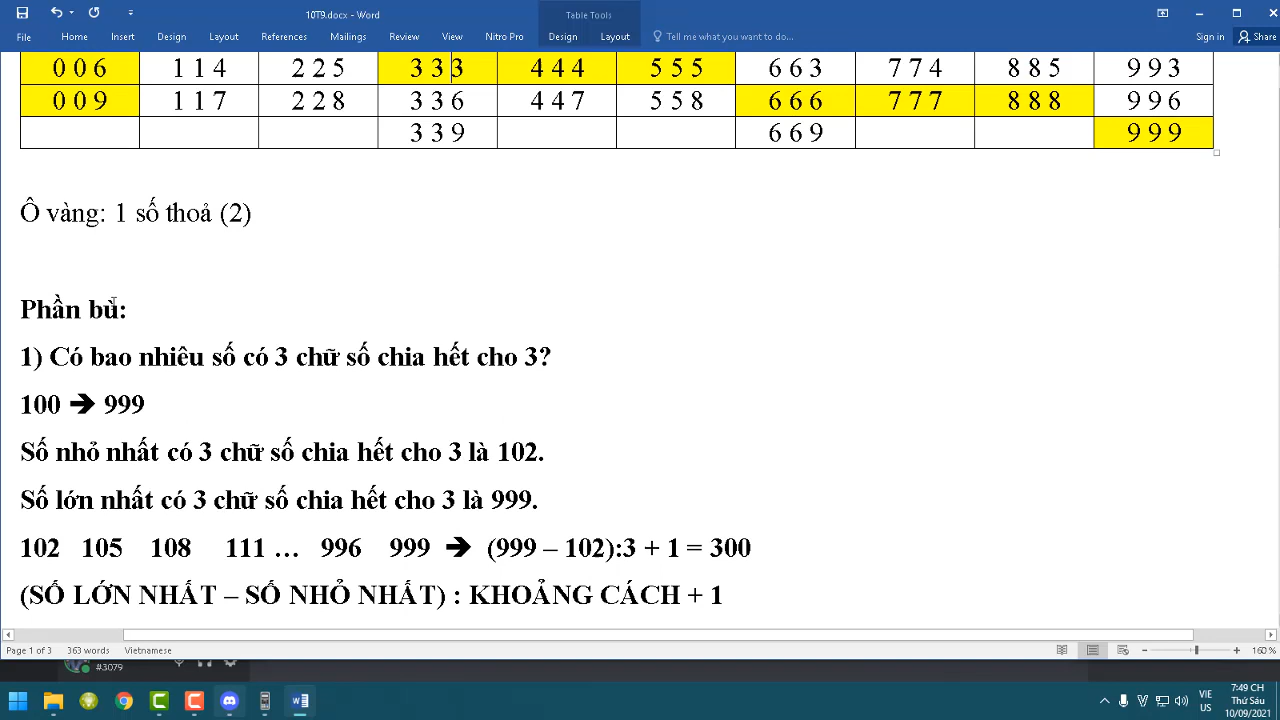 10T9.docx - Word
Table Tools
File Home Insert Design Layout References Mailings Review View Nitro Pro Design Layout Tell me what you want to do... Sign in Share
0 0 6 1 1 4 2 2 5 3 3 3 4 4 4 5 5 5 6 6 3 7 7 4 8 8 5 9 9 3
0 0 9 1 1 7 2 2 8 3 3 6 4 4 7 5 5 8 6 6 6 7 7 7 8 8 8 9 9 6
3 3 9 6 6 9 9 9 9
Ô vàng: 1 số thoả (2)
Phần bù:
1) Có bao nhiêu số có 3 chữ số chia hết cho 3?
100 ➔ 999
Số nhỏ nhất có 3 chữ số chia hết cho 3 là 102.
Số lớn nhất có 3 chữ số chia hết cho 3 là 999.
102 105 108 111 … 996 999 ➔ (999 – 102):3 + 1 = 300
(SỐ LỚN NHẤT – SỐ NHỎ NHẤT) : KHOẢNG CÁCH + 1
Page 1 of 3 363 words Vietnamese 160 %
#3079
7:49 CH
VIE Thứ Sáu
US 10/09/2021